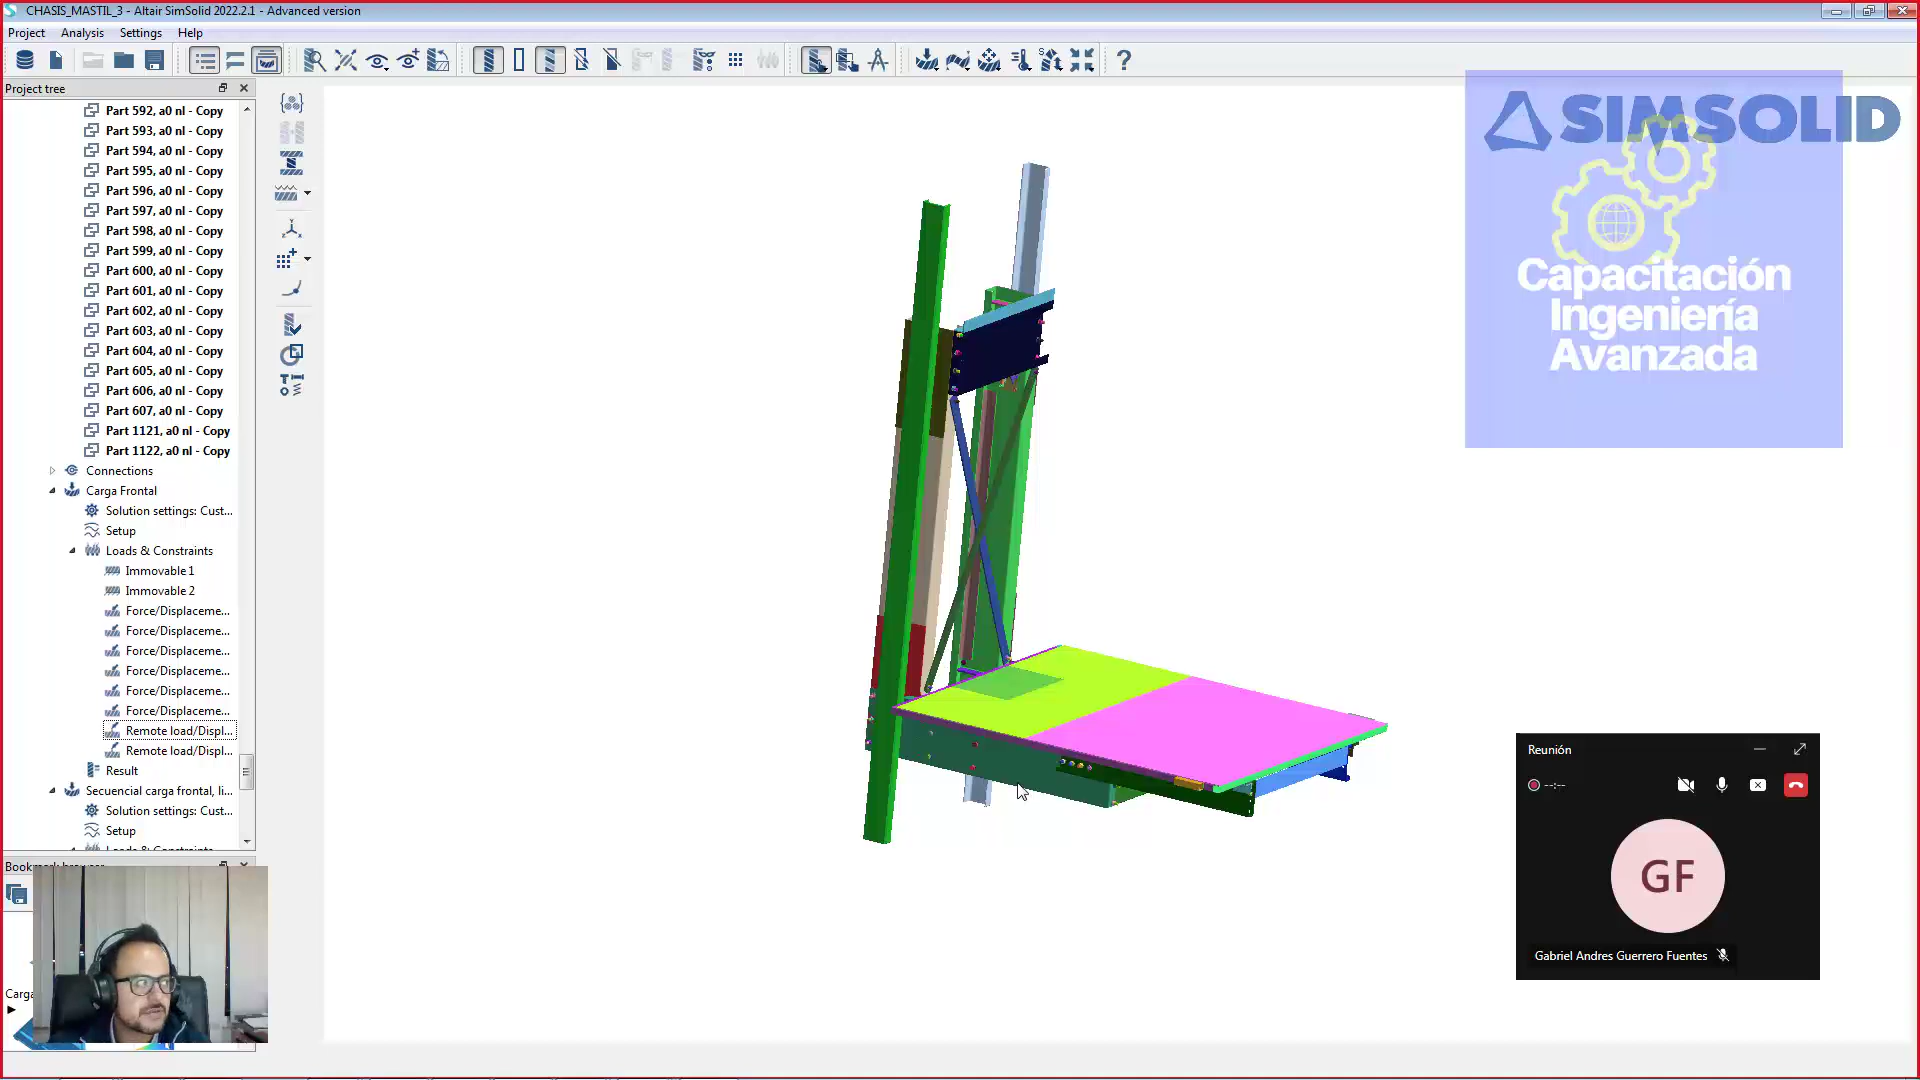 CHASIS_MASTIL_3 - Altair SimSolid 2022.2.1 - Advanced version
Project Analysis Settings Help
Project tree
Part 592, a0 nl - Copy
Part 593, a0 nl - Copy
Part 594, a0 nl - Copy
Part 595, a0 nl - Copy
Part 596, a0 nl - Copy
Part 597, a0 nl - Copy
Part 598, a0 nl - Copy
Part 599, a0 nl - Copy
Part 600, a0 nl - Copy
Part 601, a0 nl - Copy
Part 602, a0 nl - Copy
Part 603, a0 nl - Copy
Part 604, a0 nl - Copy
Part 605, a0 nl - Copy
Part 606, a0 nl - Copy
Part 607, a0 nl - Copy
Part 1121, a0 nl - Copy
Part 1122, a0 nl - Copy
Connections
Carga Frontal
Solution settings: Cust...
Setup
Loads & Constraints
Immovable 1
Immovable 2
Force/Displaceme...
Force/Displaceme...
Force/Displaceme...
Force/Displaceme...
Force/Displaceme...
Force/Displaceme...
Remote load/Displ...
Remote load/Displ...
Result
Secuencial carga frontal, li...
Solution settings: Cust...
Setup
Loads & Constraints
Bookmark browser
Carga
SIMSOLID
Capacitación
Ingeniería
Avanzada
Reunión
--:--
GF
Gabriel Andres Guerrero Fuentes